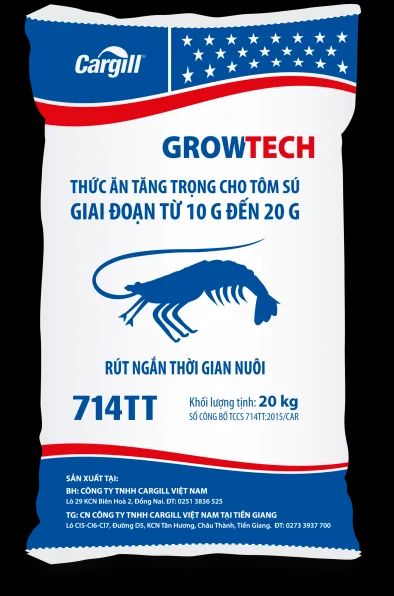 Cargill
GROWTECH
THỨC ĂN TĂNG TRỌNG CHO TÔM SÚ
GIAI ĐOẠN TỪ 10 G ĐẾN 20 G
RÚT NGẮN THỜI GIAN NUÔI
714TT
Khối lượng tịnh: 20 kg
SỐ CÔNG BỐ TCCS 714TT:2015/CAR
SẢN XUẤT TẠI:
BH: CÔNG TY TNHH CARGILL VIỆT NAM
Lô 29 KCN Biên Hoà 2, Đồng Nai. ĐT: 0251 3836 525
TG: CN CÔNG TY CARGILL VIỆT NAM TẠI TIỀN GIANG
Lô CI5-CI6-CI7, Đường D5, KCN Tân Hương, Châu Thành, Tiền Giang. ĐT: 0273 3937 700